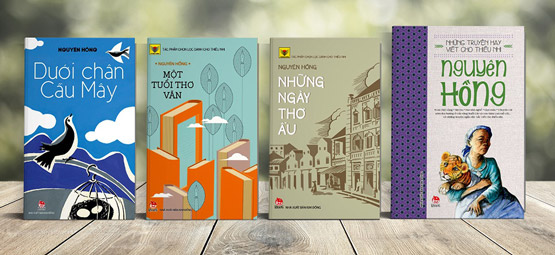 NGUYÊN HỒNG
Dưới chân
Cầu Mây
TÁC PHẨM CHỌN LỌC DÀNH CHO THIẾU NHI
NGUYÊN HỒNG
MỘT
TUỔI THƠ
VĂN
TÁC PHẨM CHỌN LỌC DÀNH CHO THIẾU NHI
NGUYÊN HỒNG
NHỮNG
NGÀY
THƠ
ẤU
NHÀ XUẤT BẢN KIM ĐỒNG
NHỮNG TRUYỆN HAY
VIẾT CHO THIẾU NHI
NGUYÊN
HỒNG